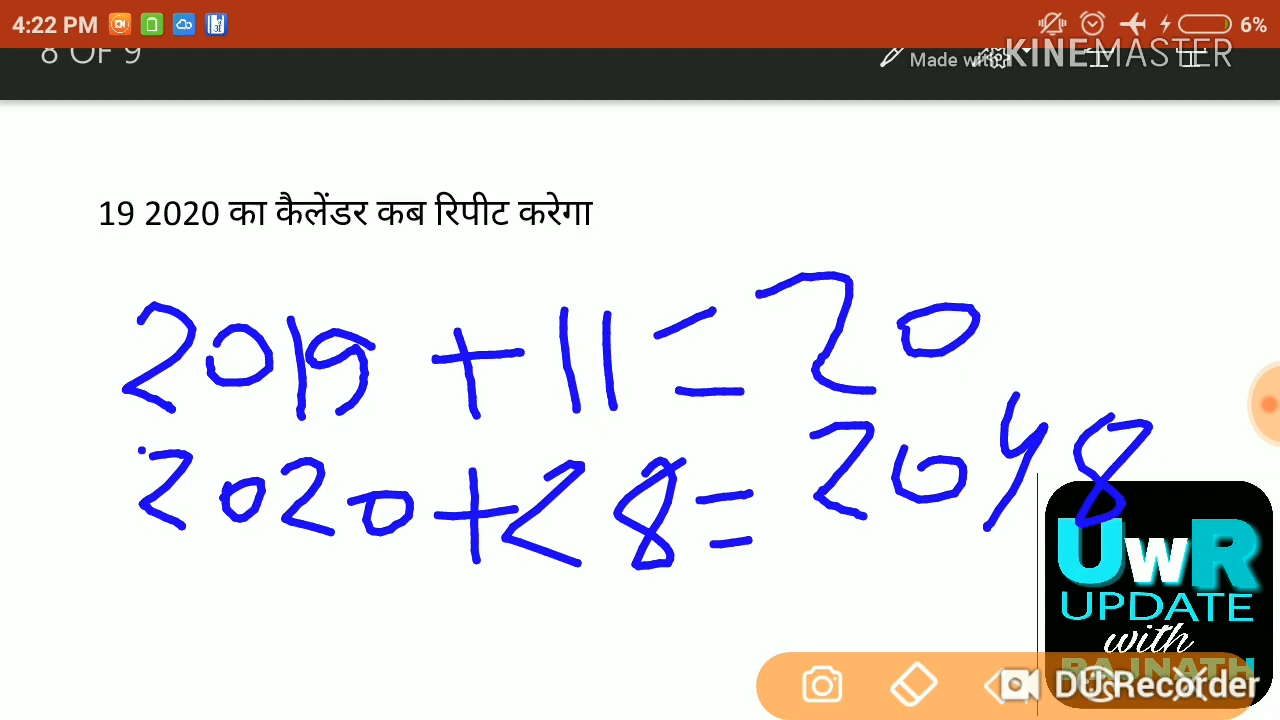 4:22 PM 6%
8 OF 9
Made with KINEMASTER
19 2020 का कैलेंडर कब रिपीट करेगा
2019 + 11 = 20
2020 + 28 = 2048
UWR
UPDATE
with
RAJNATH
DU Recorder